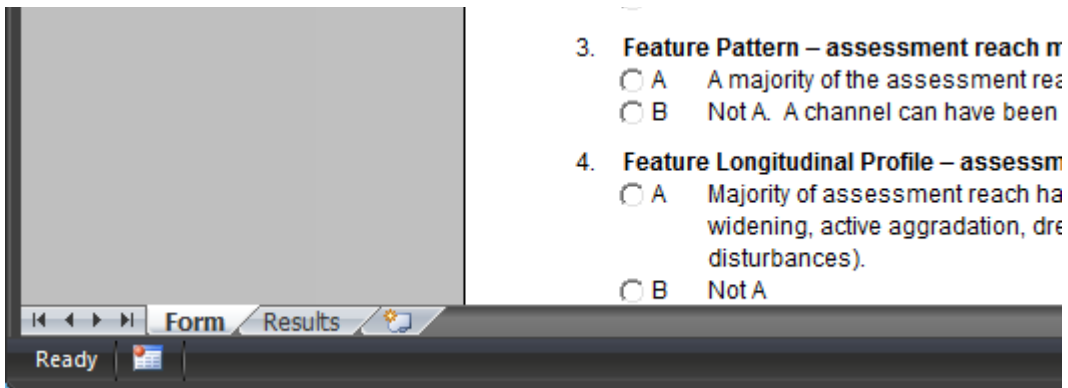 3. Feature Pattern – assessment reach m
A A majority of the assessment rea
B Not A. A channel can have been
4. Feature Longitudinal Profile – assessm
A Majority of assessment reach ha
widening, active aggradation, dre
disturbances).
B Not A
Form Results
Ready